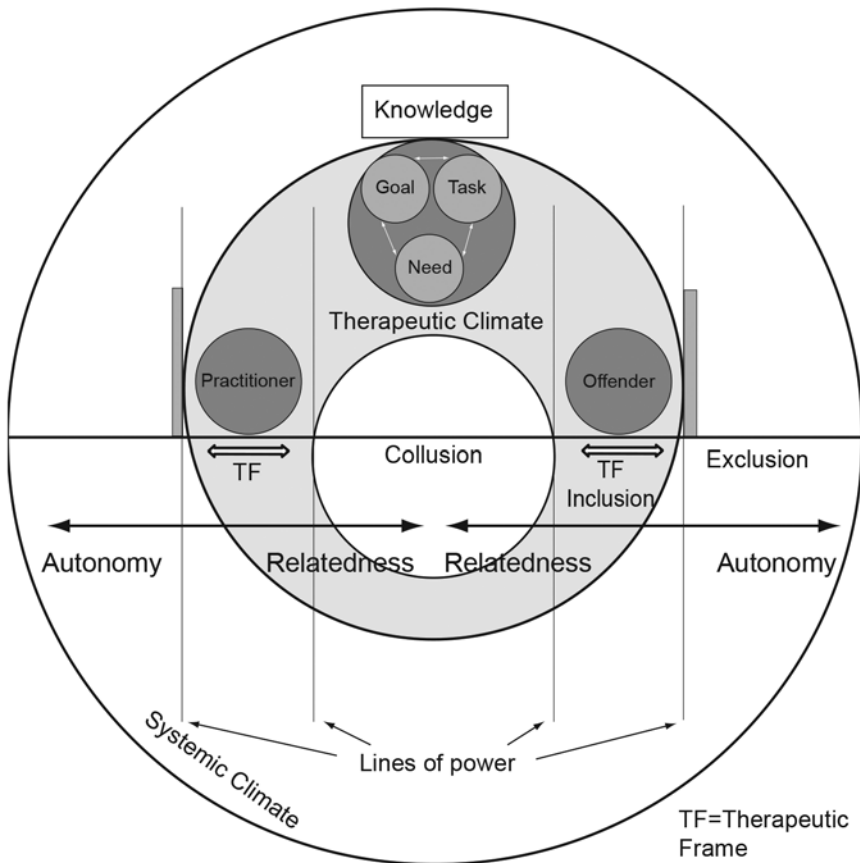 Knowledge
Goal
Task
Need
Therapeutic Climate
Practitioner
Offender
TF
Collusion
TF
Inclusion
Exclusion
Autonomy
Relatedness
Relatedness
Autonomy
Systemic Climate
Lines of power
TF=Therapeutic
Frame